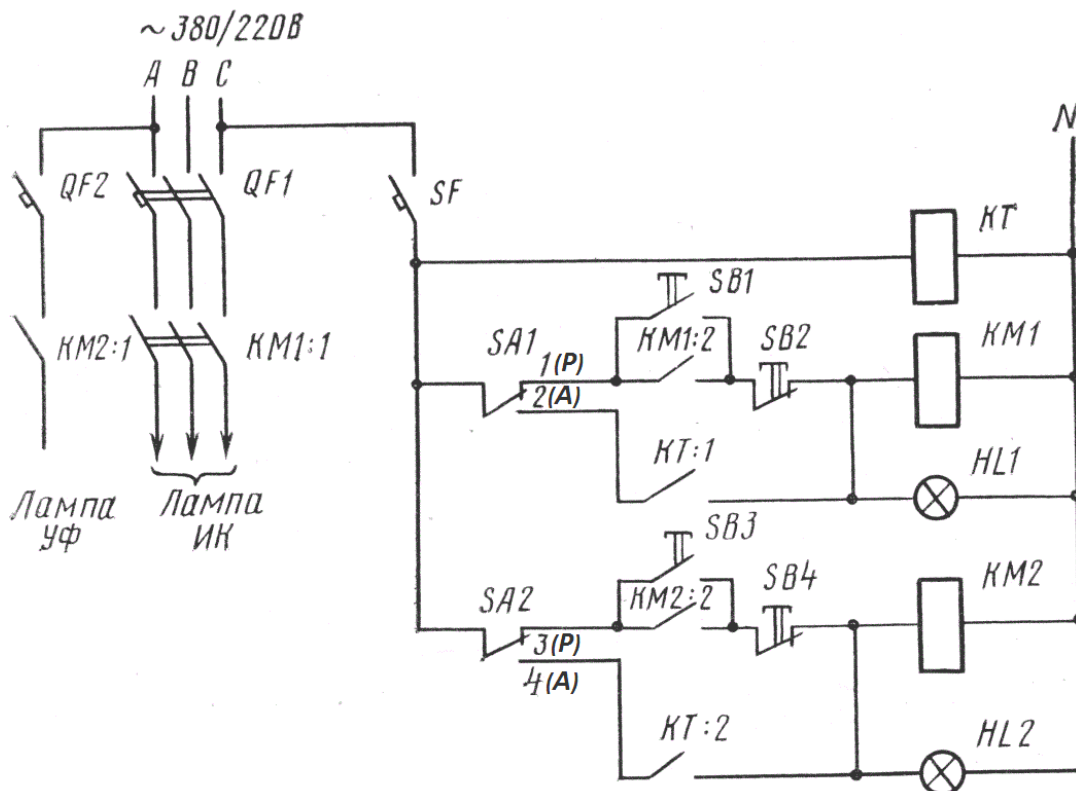 ~380/220В
А В С
N
QF2
QF1
SF
KT
SB1
KM2:1
KM1:1
SA1
KM1:2
SB2
KM1
1(P)
2(A)
KT:1
HL1
Лампа
УФ
Лампа
ИК
SB3
SA2
KM2:2
SB4
KM2
3(P)
4(A)
KT:2
HL2